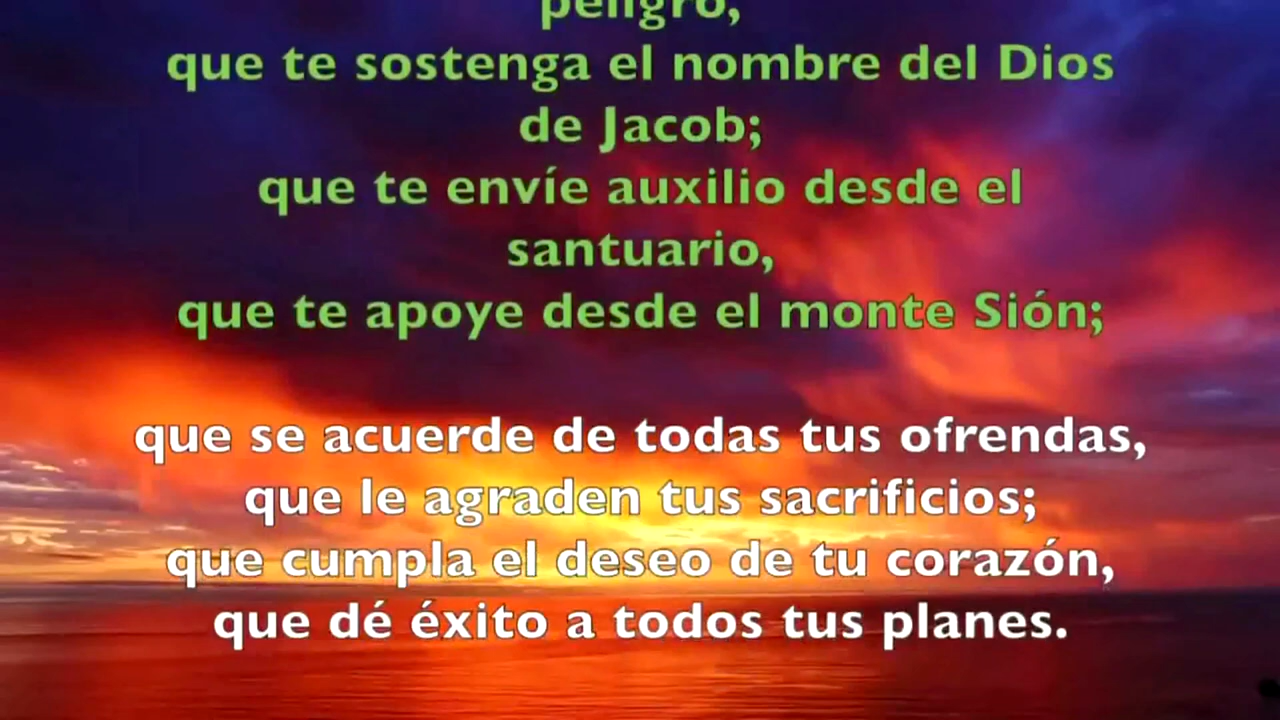 peligro,
que te sostenga el nombre del Dios
de Jacob;
que te envíe auxilio desde el
santuario,
que te apoye desde el monte Sión;
que se acuerde de todas tus ofrendas,
que le agraden tus sacrificios;
que cumpla el deseo de tu corazón,
que dé éxito a todos tus planes.